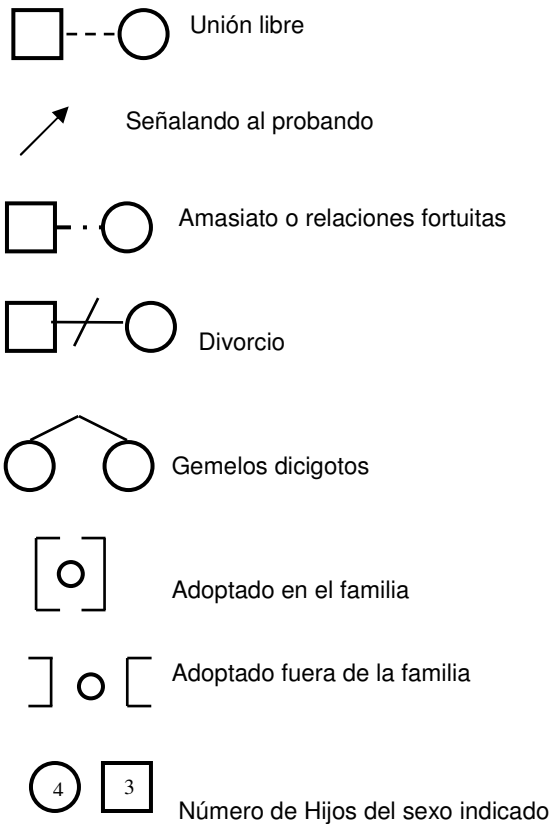 Unión libre
Señalando al probando
Amasiato o relaciones fortuitas
Divorcio
Gemelos dicigotos
Adoptado en el familia
Adoptado fuera de la familia
4 3
Número de Hijos del sexo indicado